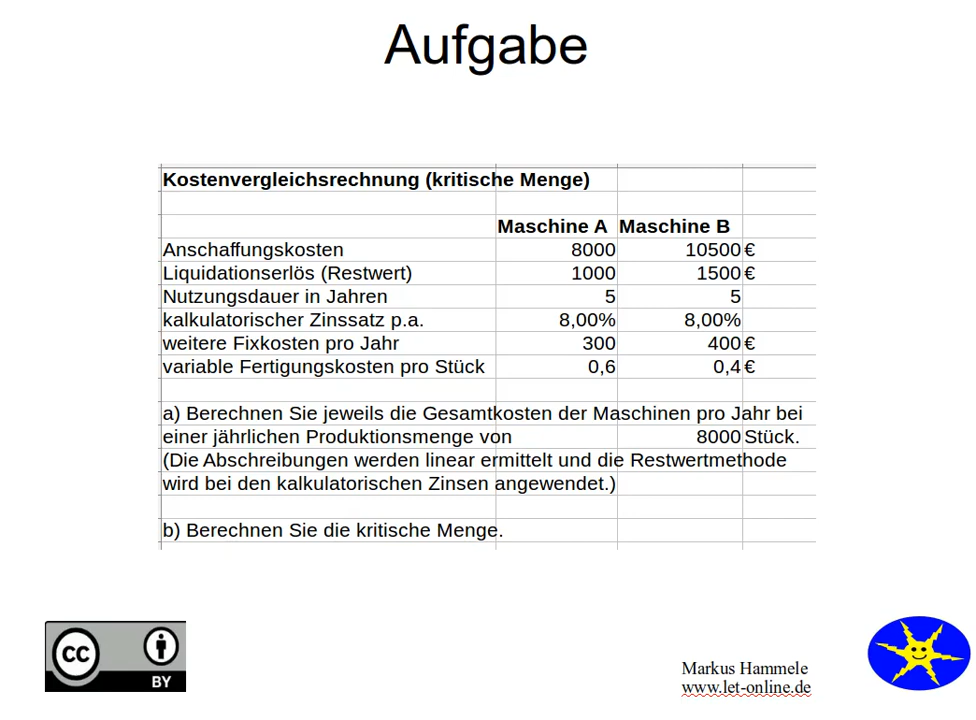 Aufgabe
Kostenvergleichsrechnung (kritische Menge)
Maschine A Maschine B
Anschaffungskosten 8000 10500 €
Liquidationserlös (Restwert) 1000 1500 €
Nutzungsdauer in Jahren 5 5
kalkulatorischer Zinssatz p.a. 8,00% 8,00%
weitere Fixkosten pro Jahr 300 400 €
variable Fertigungskosten pro Stück 0,6 0,4 €
a) Berechnen Sie jeweils die Gesamtkosten der Maschinen pro Jahr bei
einer jährlichen Produktionsmenge von 8000 Stück.
(Die Abschreibungen werden linear ermittelt und die Restwertmethode
wird bei den kalkulatorischen Zinsen angewendet.)
b) Berechnen Sie die kritische Menge.
cc
BY
Markus Hammele
www.let-online.de